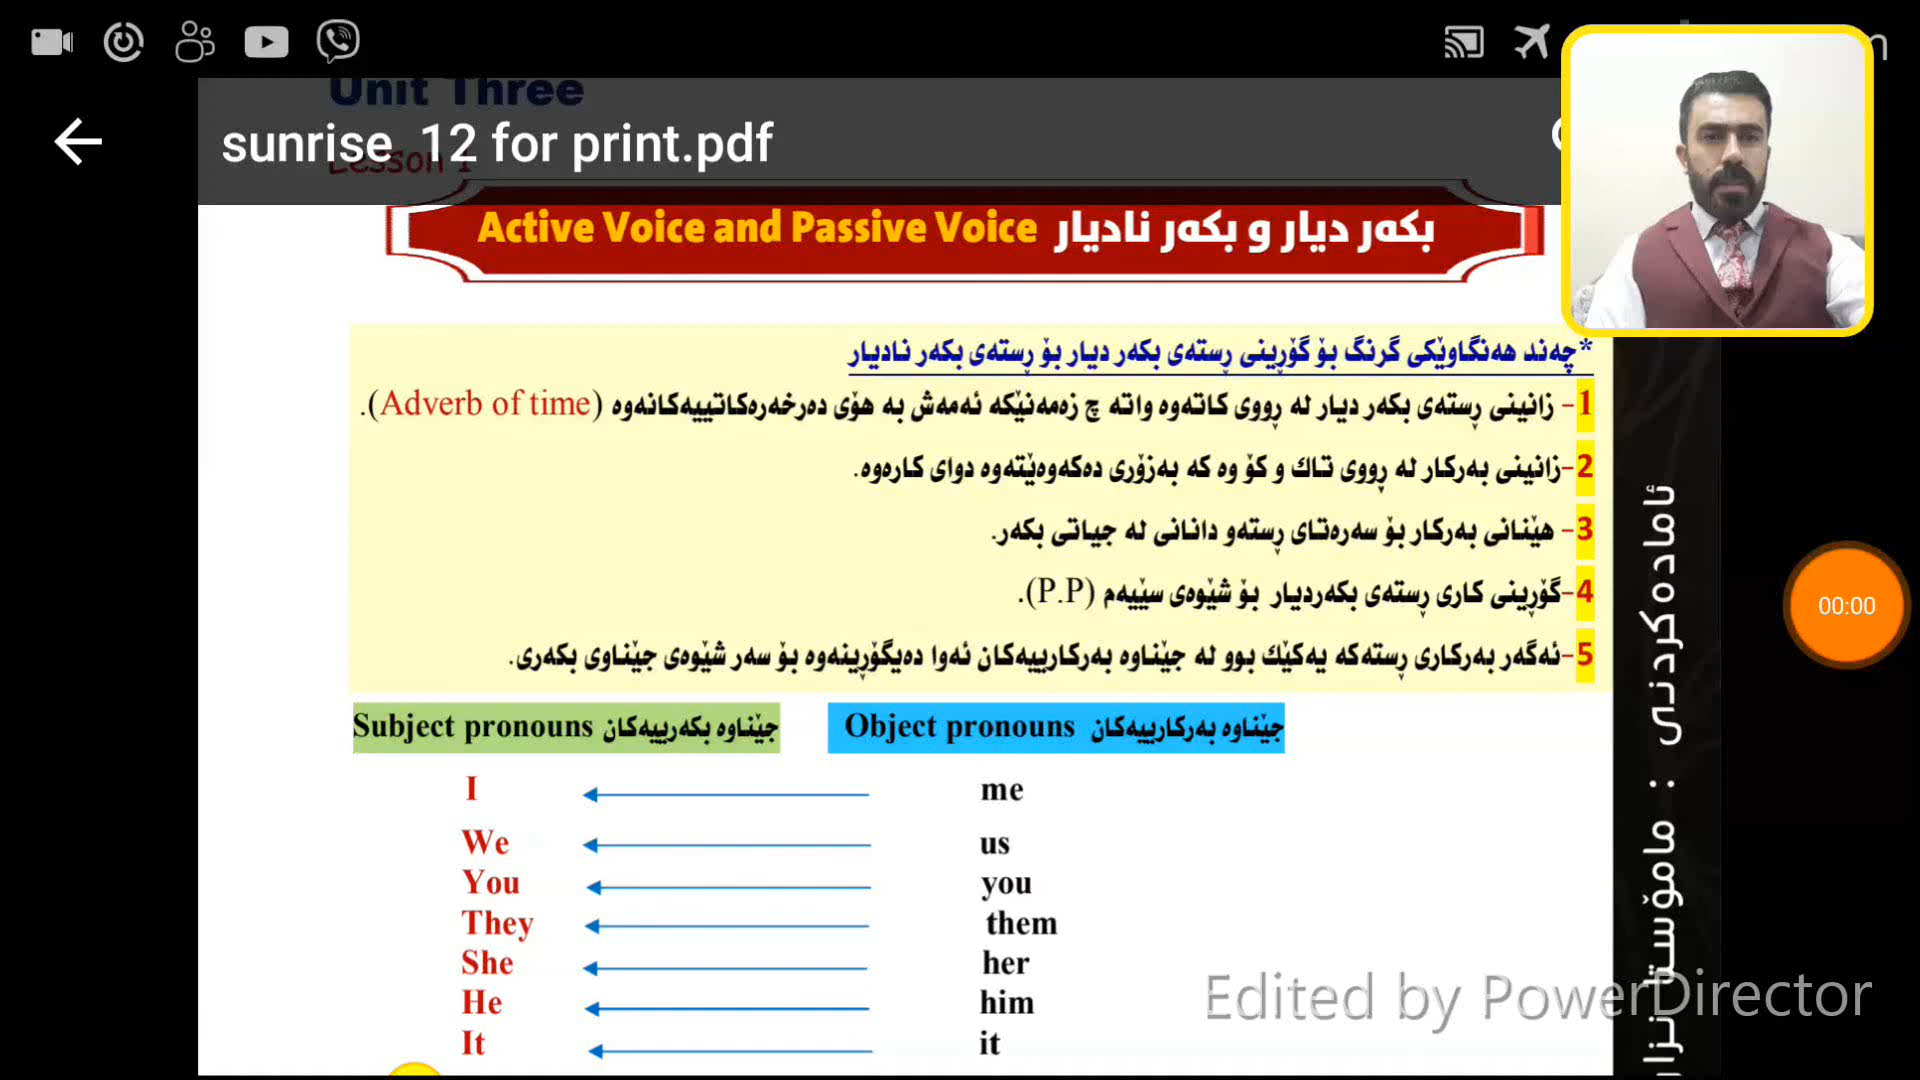 Unit Three
sunrise 12 for print.pdf
Lesson 1
Active Voice and Passive Voice بکەر دیار و بکەر نادیار
*چەند هەنگاوێکی گرنگ بۆ گۆڕینی ڕستەی بکەر دیار بۆ ڕستەی بکەر نادیار
1- زانینی ڕستەی بکەر دیار لە ڕووی کاتەوە واتە چ زەمەنێکە ئەمەش بە هۆی دەرخەرەکاتییەکانەوە (Adverb of time).
2-زانینی بەرکار لە ڕووی تاك و کۆ وە کە بەزۆری دەکەوەێتەوە دوای کارەوە.
3- هێنانی بەرکار بۆ سەرەتای ڕستەو دانانی لە جیاتی بکەر.
4-گۆڕینی کاری ڕستەی بکەردیار بۆ شێوەی سێیەم (P.P).
5-ئەگەر بەرکاری ڕستەکە یەکێك بوو لە جێناوە بەرکارییەکان ئەوا دەیگۆڕینەوە بۆ سەر شێوەی جێناوی بکەری.
Subject pronouns جێناوە بکەرییەکان Object pronouns جێناوە بەرکارییەکان
I me
We us
You you
They them
She her
He him
It it
ئامادەکردنی : مامۆستا نزار
00:00
Edited by PowerDirector